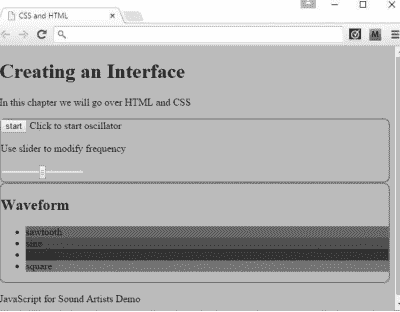 CSS and HTML
Creating an Interface
In this chapter we will go over HTML and CSS
start Click to start oscillator
Use slider to modify frequency
Waveform
sawtooth
sine
square
JavaScript for Sound Artists Demo